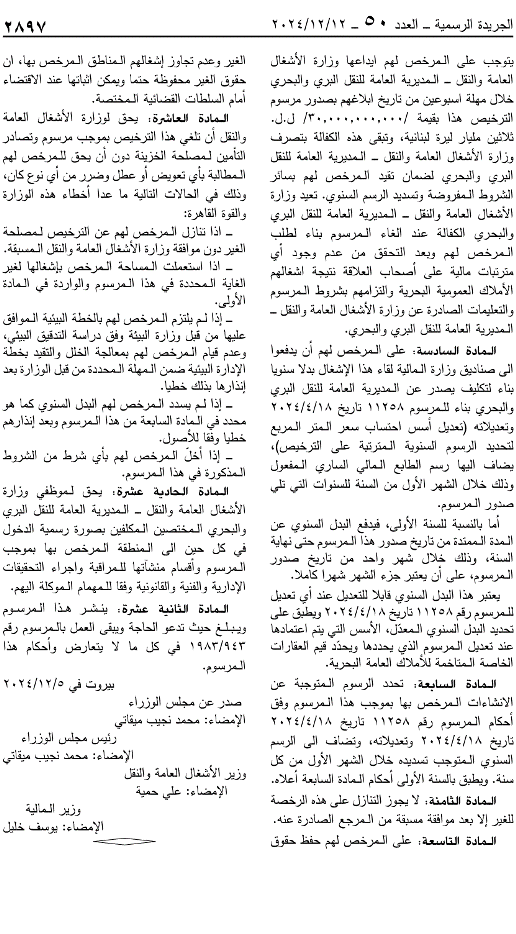 الجريدة الرسمية ــ العدد ٥٠ ــ ٢٠٢٤/١٢/١٢
٢٨٩٧
يتوجب على المرخص لهم ايداعها وزارة الأشغال
العامة والنقل ــ المديرية العامة للنقل البري والبحري
خلال مهلة اسبوعين من تاريخ ابلاغهم بصدور مرسوم
الترخيص هذا بقيمة /٣٠,٠٠٠,٠٠٠,٠٠٠/ ل.ل.
ثلاثين مليار ليرة لبنانية، وتبقى هذه الكفالة بتصرف
وزارة الأشغال العامة والنقل ــ المديرية العامة للنقل
البري والبحري لضمان تقيد المرخص لهم بسائر
الشروط المفروضة وتسديد الرسم السنوي. تعيد وزارة
الأشغال العامة والنقل ــ المديرية العامة للنقل البري
والبحري الكفالة عند الغاء المرسوم بناء لطلب
المرخص لهم وبعد التحقق من عدم وجود أي
مترتبات مالية على أصحاب العلاقة نتيجة اشغالهم
الأملاك العمومية البحرية والتزامهم بشروط المرسوم
والتعليمات الصادرة عن وزارة الأشغال العامة والنقل ــ
المديرية العامة للنقل البري والبحري.
المادة السادسة: على المرخص لهم أن يدفعوا
الى صناديق وزارة المالية لقاء هذا الإشغال بدلا سنويا
بناء لتكليف يصدر عن المديرية العامة للنقل البري
والبحري بناء للمرسوم ١١٢٥٨ تاريخ ٢٠٢٤/٤/١٨
وتعديلاته (تعديل أسس احتساب سعر المتر المربع
لتحديد الرسوم السنوية المترتبة على الترخيص)،
يضاف اليها رسم الطابع المالي الساري المفعول
وذلك خلال الشهر الأول من السنة للسنوات التي تلي
صدور المرسوم.
أما بالنسبة للسنة الأولى، فيدفع البدل السنوي عن
المدة الممتدة من تاريخ صدور هذا المرسوم حتى نهاية
السنة، وذلك خلال شهر واحد من تاريخ صدور
المرسوم، على أن يعتبر جزء الشهر شهرا كاملا.
يعتبر هذا البدل السنوي قابلا للتعديل عند أي تعديل
للمرسوم رقم ١١٢٥٨ تاريخ ٢٠٢٤/٤/١٨ ويطبق على
تحديد البدل السنوي المعدّل، الأسس التي يتم اعتمادها
عند تعديل المرسوم الذي يحددها ويحدّد قيم العقارات
الخاصة المتاخمة للأملاك العامة البحرية.
المادة السابعة: تحدد الرسوم المتوجبة عن
الانشاءات المرخص بها بموجب هذا المرسوم وفق
أحكام المرسوم رقم ١١٢٥٨ تاريخ ٢٠٢٤/٤/١٨
تاريخ ٢٠٢٤/٤/١٨ وتعديلاته، وتضاف الى الرسم
السنوي المتوجب تسديده خلال الشهر الأول من كل
سنة. ويطبق بالسنة الأولى أحكام المادة السابعة أعلاه.
المادة الثامنة: لا يجوز التنازل على هذه الرخصة
للغير إلا بعد موافقة مسبقة من المرجع الصادرة عنه.
المادة التاسعة: على المرخص لهم حفظ حقوق
الغير وعدم تجاوز إشغالهم المناطق المرخص بها، ان
حقوق الغير محفوظة حتما ويمكن اثباتها عند الاقتضاء
أمام السلطات القضائية المختصة.
المادة العاشرة: يحق لوزارة الأشغال العامة
والنقل أن تلغي هذا الترخيص بموجب مرسوم وتصادر
التأمين لمصلحة الخزينة دون أن يحق للمرخص لهم
المطالبة بأي تعويض أو عطل وضرر من أي نوع كان،
وذلك في الحالات التالية ما عدا أخطاء هذه الوزارة
والقوة القاهرة:
ــ اذا تنازل المرخص لهم عن الترخيص لمصلحة
الغير دون موافقة وزارة الأشغال العامة والنقل المسبقة.
ــ اذا استعملت المساحة المرخص بإشغالها لغير
الغاية المحددة في هذا المرسوم والواردة في المادة
الأولى.
ــ إذا لم يلتزم المرخص لهم بالخطة البيئية الموافق
عليها من قبل وزارة البيئة وفق دراسة التدقيق البيئي،
وعدم قيام المرخص لهم بمعالجة الخلل والتقيد بخطة
الإدارة البيئية ضمن المهلة المحددة من قبل الوزارة بعد
إنذارها بذلك خطيا.
ــ إذا لم يسدد المرخص لهم البدل السنوي كما هو
محدد في المادة السابعة من هذا المرسوم وبعد إنذارهم
خطيا وفقا للأصول.
ــ إذا أخلّ المرخص لهم بأي شرط من الشروط
المذكورة في هذا المرسوم.
المادة الحادية عشرة: يحق لموظفي وزارة
الأشغال العامة والنقل ــ المديرية العامة للنقل البري
والبحري المختصين المكلفين بصورة رسمية الدخول
في كل حين الى المنطقة المرخص بها بموجب
المرسوم وأقسام منشآتها للمراقبة واجراء التحقيقات
الإدارية والفنية والقانونية وفقا للمهمام الموكلة اليهم.
المادة الثانية عشرة: ينشر هذا المرسوم
ويبلغ حيث تدعو الحاجة ويبقى العمل بالمرسوم رقم
١٩٨٣/٩٤٣ في كل ما لا يتعارض وأحكام هذا
المرسوم.
بيروت في ٢٠٢٤/١٢/٥
صدر عن مجلس الوزراء
الإمضاء: محمد نجيب ميقاتي
رئيس مجلس الوزراء
الإمضاء: محمد نجيب ميقاتي
وزير الأشغال العامة والنقل
الإمضاء: علي حمية
وزير المالية
الإمضاء: يوسف خليل